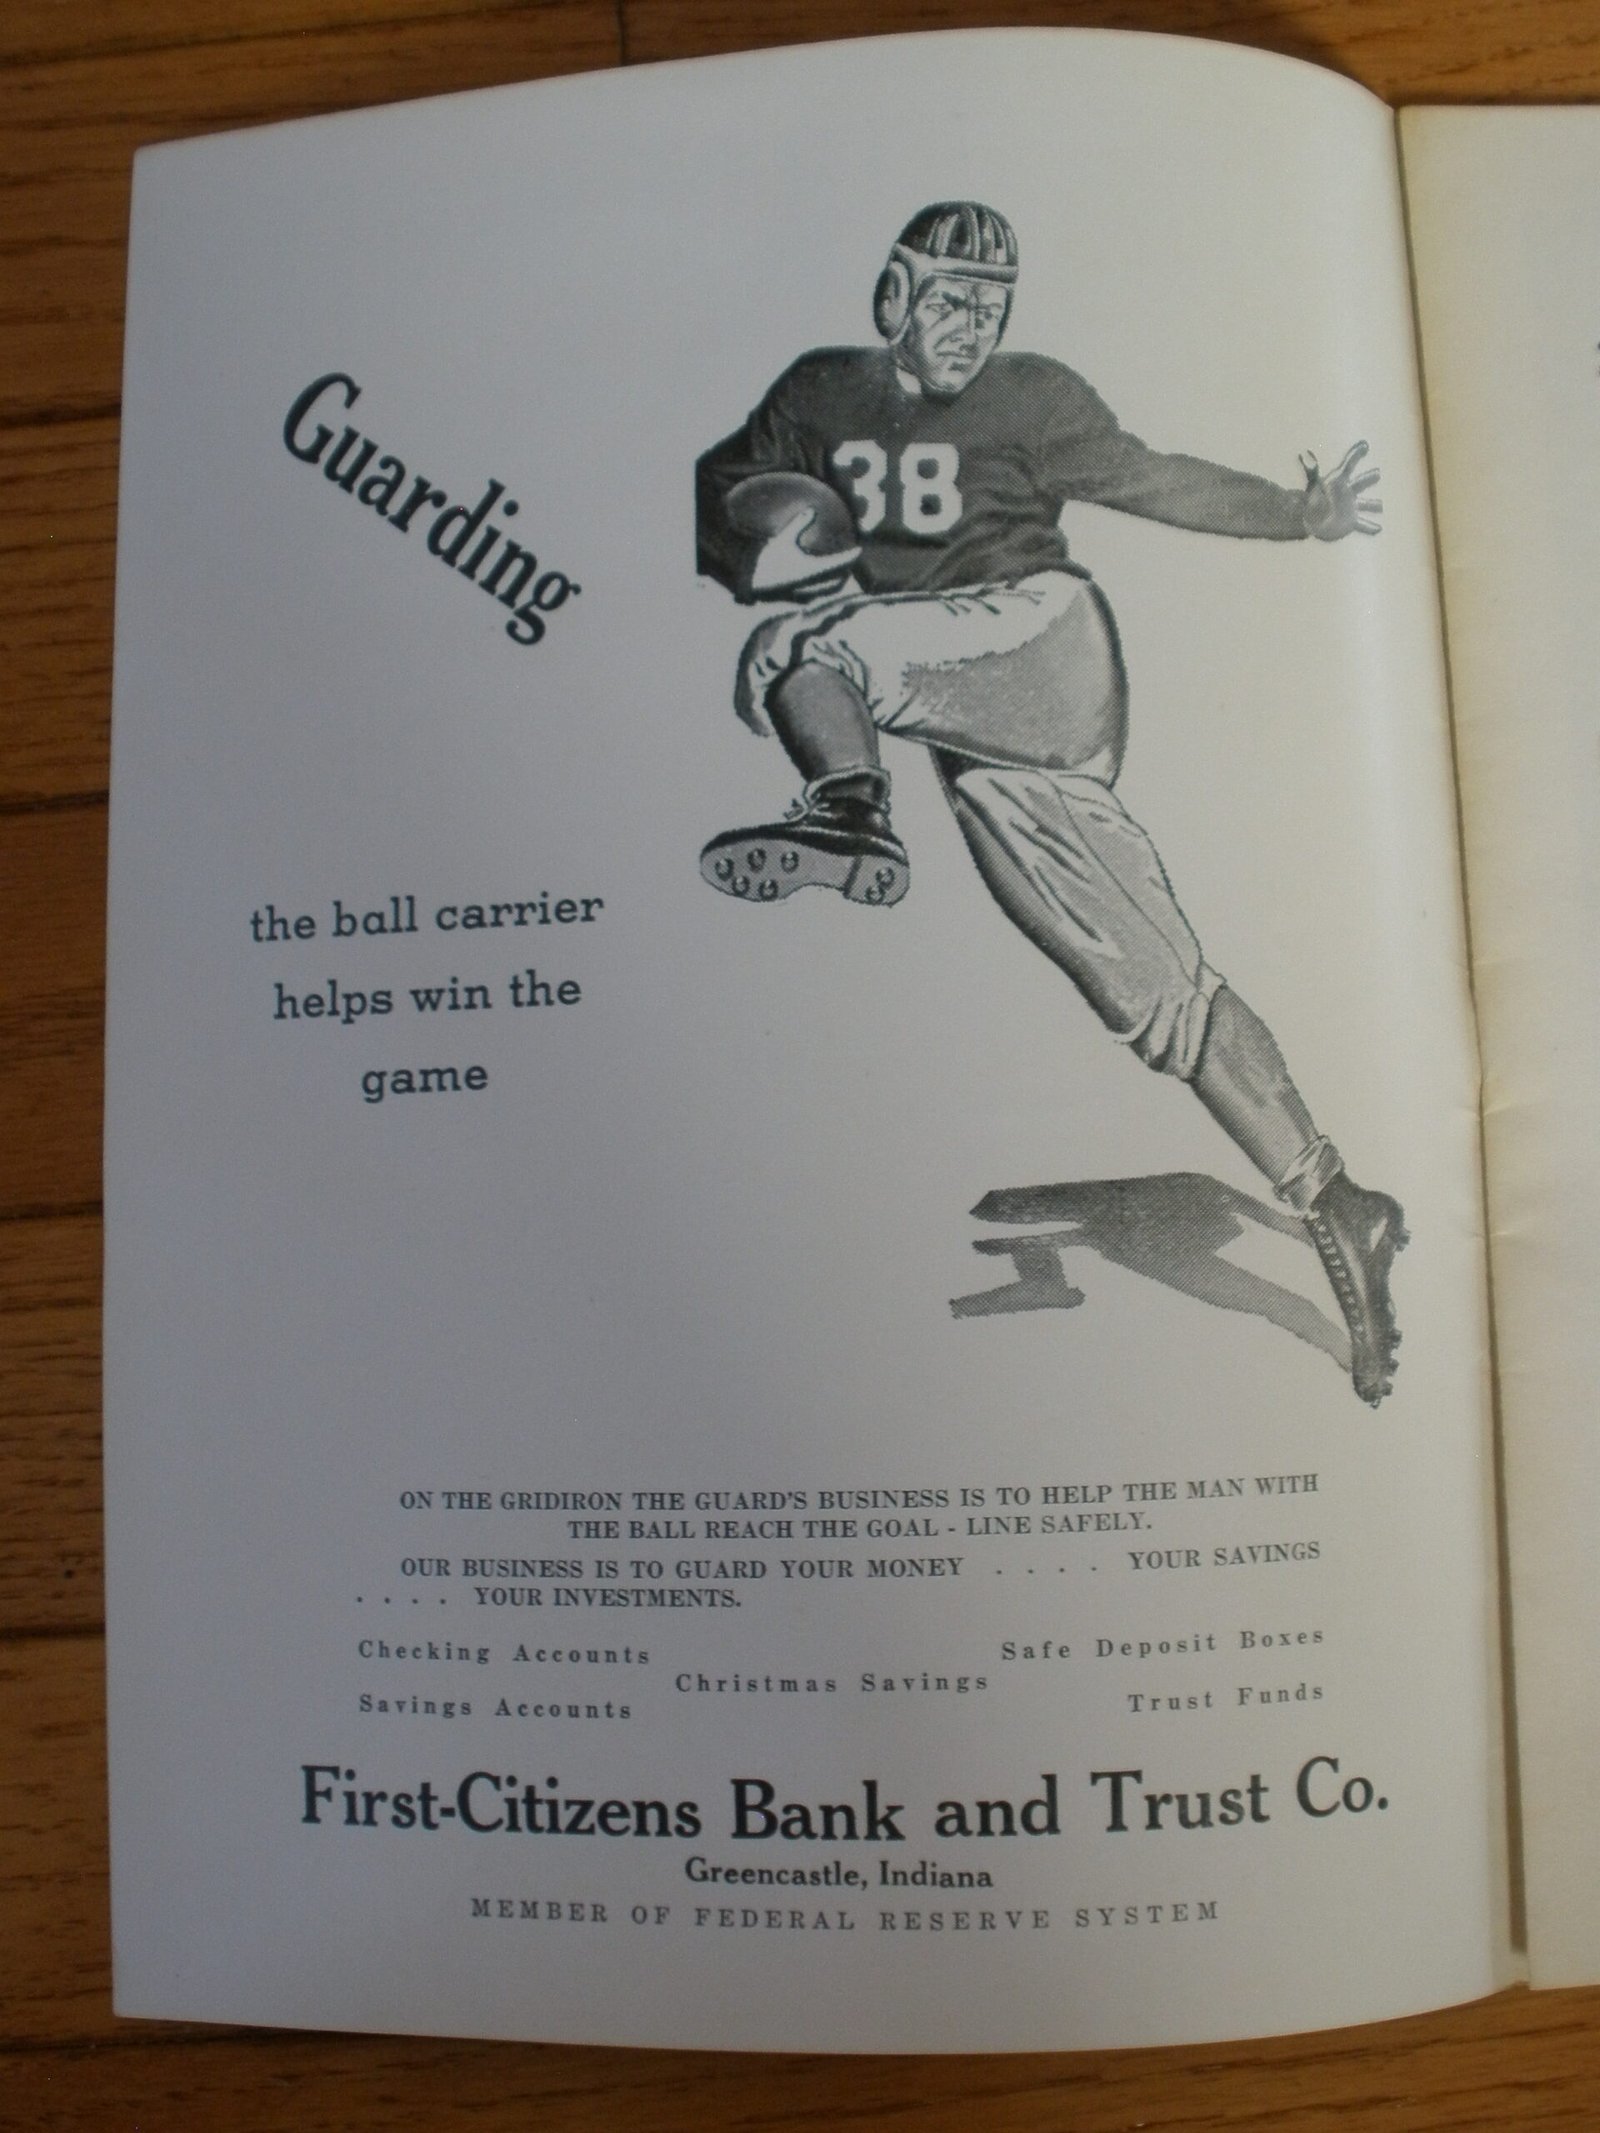 Guarding
38
the ball carrier
helps win the
game
ON THE GRIDIRON THE GUARD'S BUSINESS IS TO HELP THE MAN WITH
THE BALL REACH THE GOAL - LINE SAFELY.
OUR BUSINESS IS TO GUARD YOUR MONEY . . . . YOUR SAVINGS
. . . . YOUR INVESTMENTS.
Checking Accounts Safe Deposit Boxes
Christmas Savings
Savings Accounts Trust Funds
First-Citizens Bank and Trust Co.
Greencastle, Indiana
MEMBER OF FEDERAL RESERVE SYSTEM